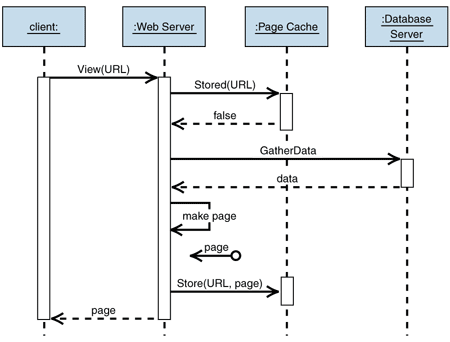 client:
:Web Server
:Page Cache
:Database
Server
View(URL)
Stored(URL)
false
GatherData
data
make page
page
Store(URL, page)
page